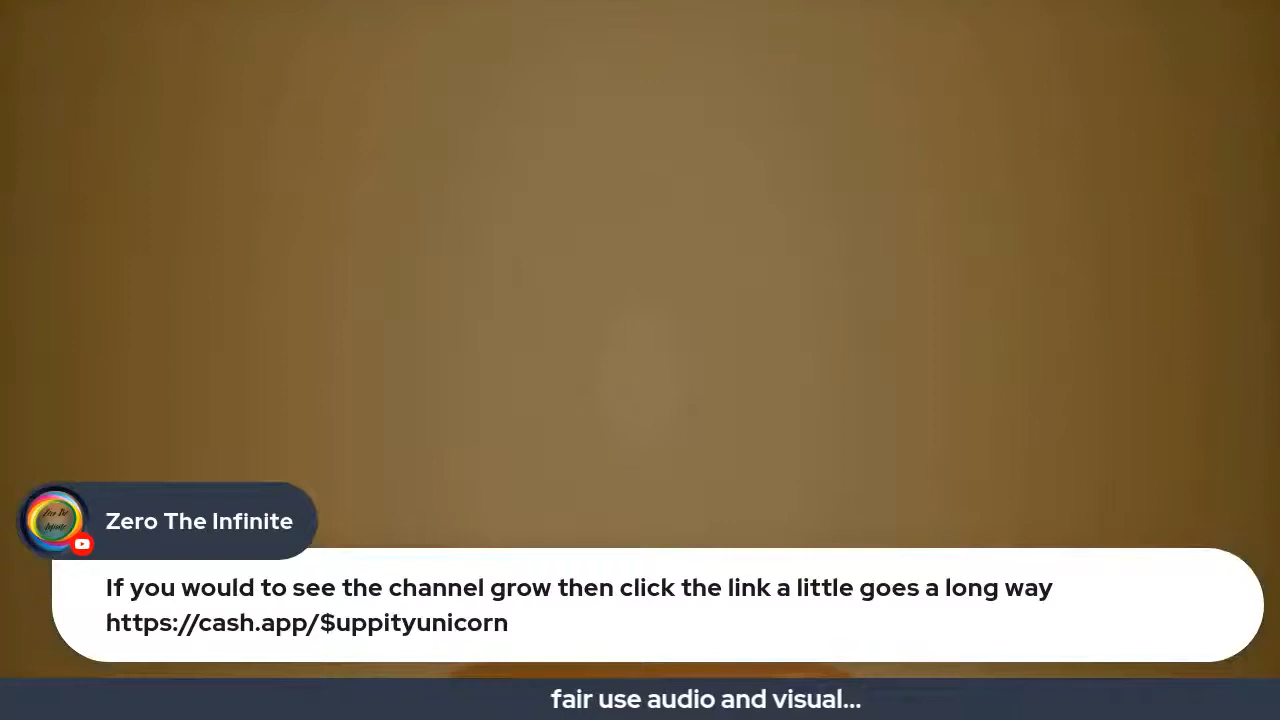 Zero The Infinite
If you would to see the channel grow then click the link a little goes a long way
https://cash.app/$uppityunicorn
fair use audio and visual...